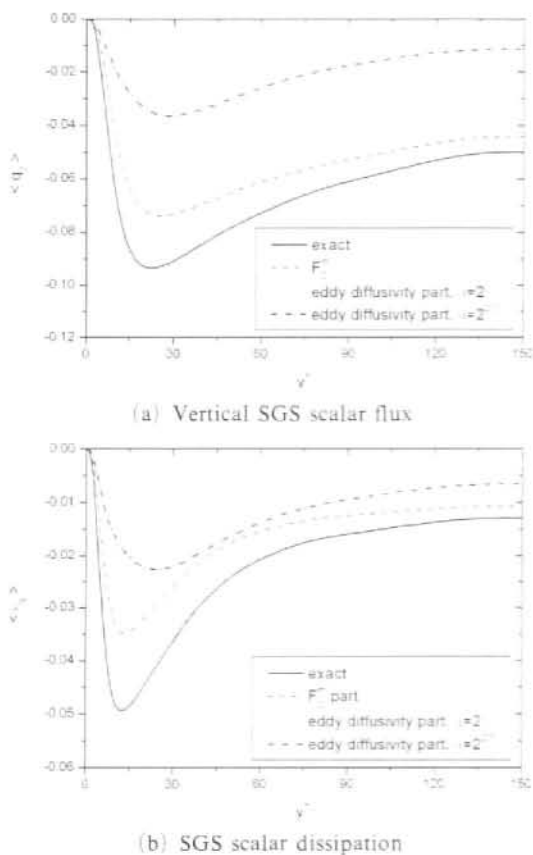 0.00
-0.02
-0.04
-0.06
-0.08
-0.10
-0.12
0 30 60 90 120 150
exact
eddy diffusivity part.
eddy diffusivity part.
(a) Vertical SGS scalar flux
0.00
-0.01
-0.02
-0.03
-0.04
-0.05
-0.06
0 30 60 90 120 150
exact
part
eddy diffusivity part.
eddy diffusivity part.
(b) SGS scalar dissipation